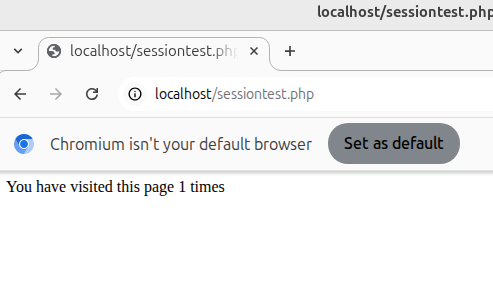 localhost/sessiontest.php
localhost/sessiontest.php
localhost/sessiontest.php
Chromium isn't your default browser Set as default
You have visited this page 1 times